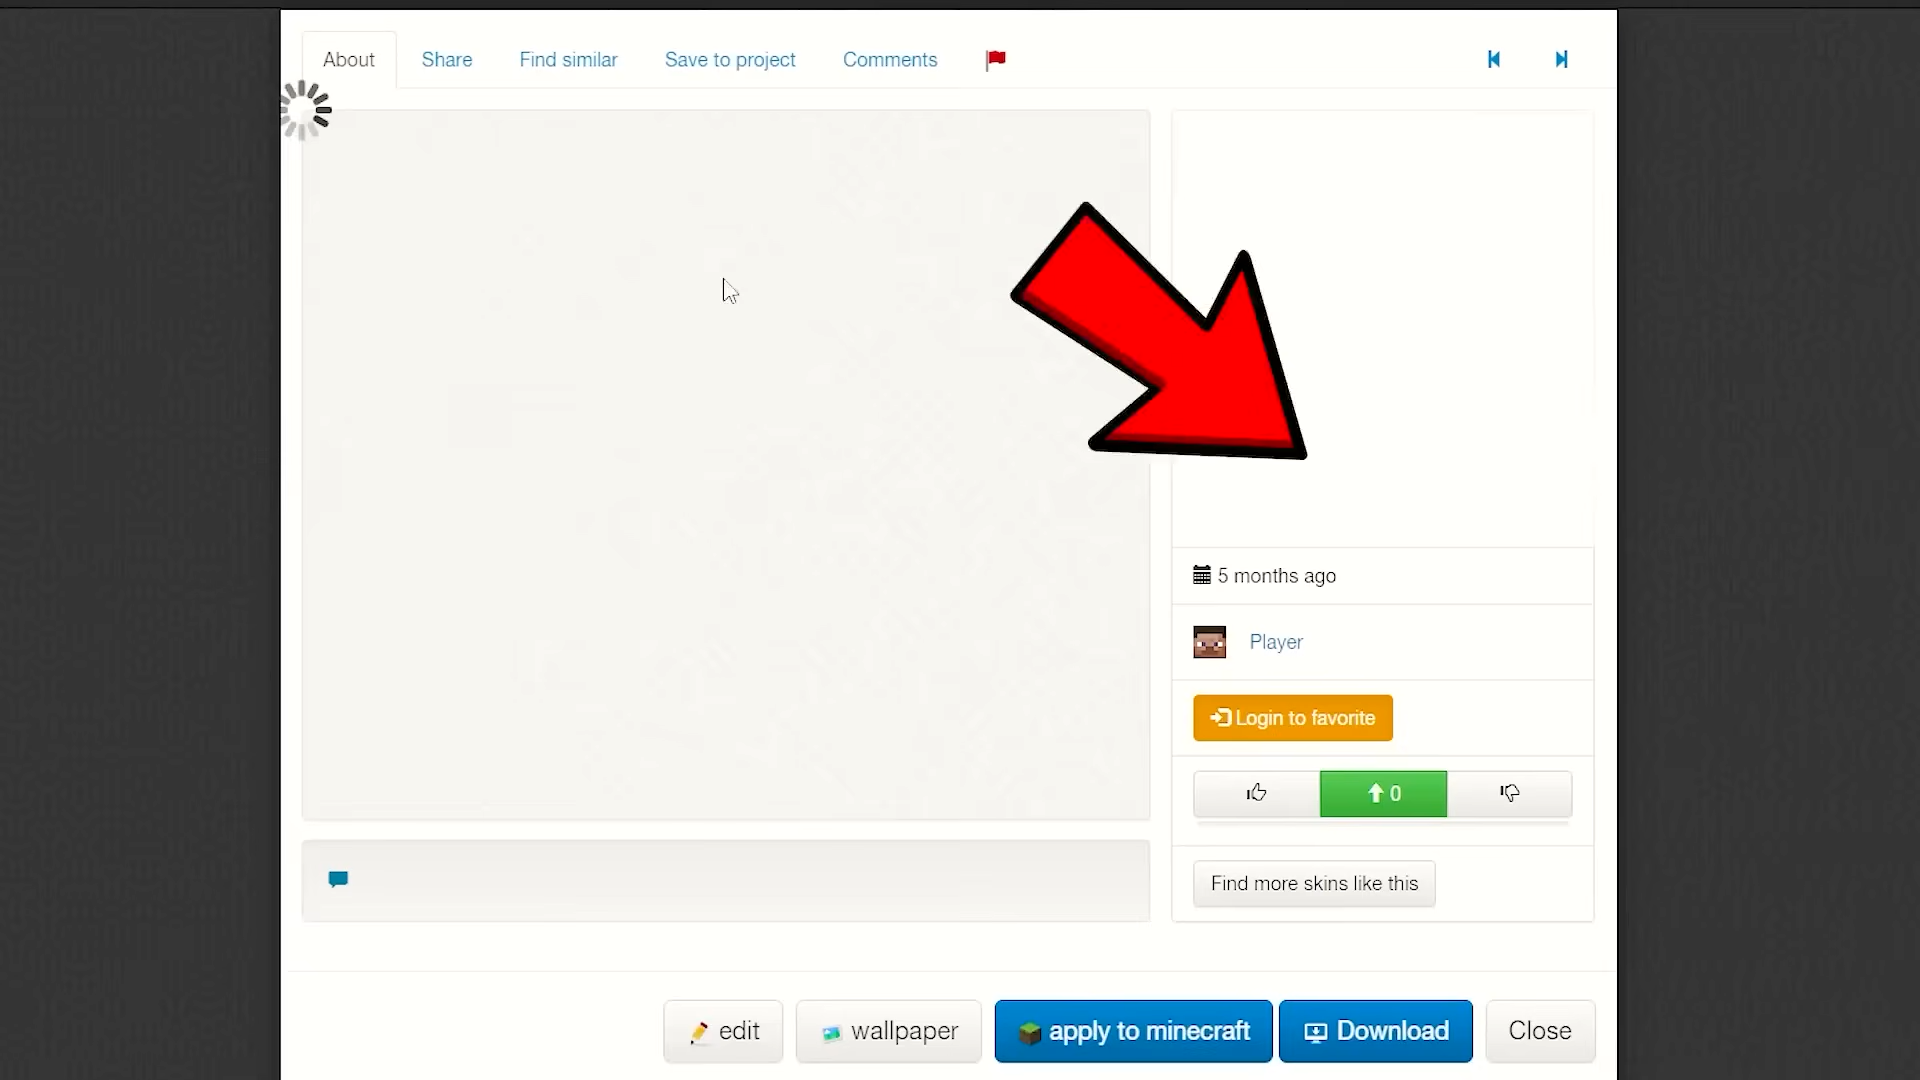 About Share Find similar Save to project Comments
5 months ago
Player
Login to favorite
0
Find more skins like this
edit wallpaper apply to minecraft Download Close